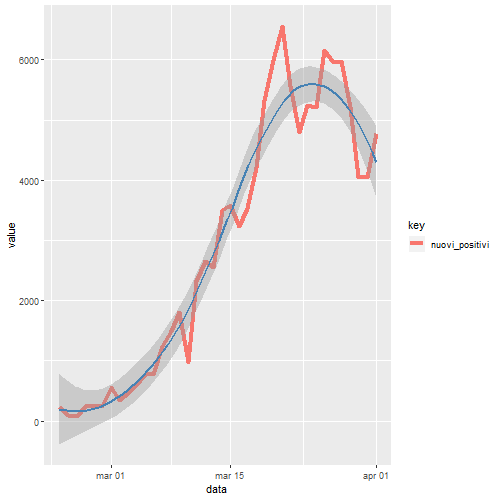 6000
4000
2000
0
value
mar 01
mar 15
apr 01
data
key
nuovi_positivi